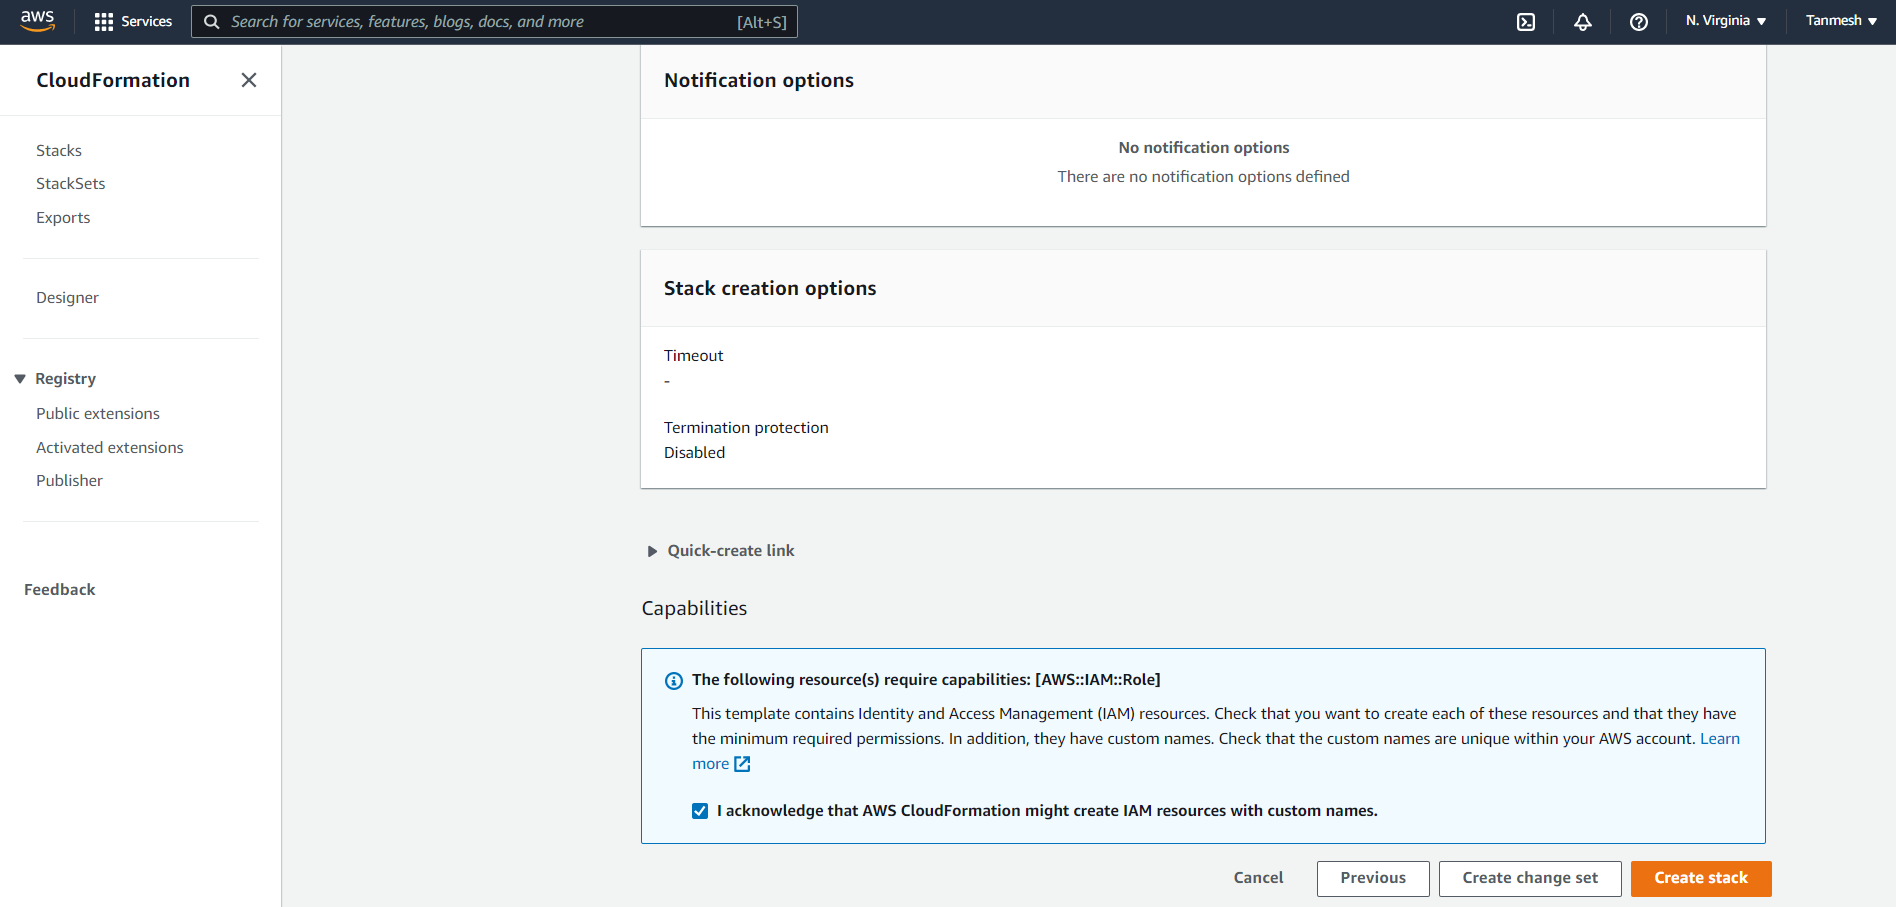 aws
Services
Search for services, features, blogs, docs, and more
[Alt+S]
N. Virginia
Tanmesh
CloudFormation
Stacks
StackSets
Exports
Designer
Registry
Public extensions
Activated extensions
Publisher
Feedback
Notification options
No notification options
There are no notification options defined
Stack creation options
Timeout
-
Termination protection
Disabled
Quick-create link
Capabilities
The following resource(s) require capabilities: [AWS::IAM::Role]
This template contains Identity and Access Management (IAM) resources. Check that you want to create each of these resources and that they have
the minimum required permissions. In addition, they have custom names. Check that the custom names are unique within your AWS account. Learn
more
I acknowledge that AWS CloudFormation might create IAM resources with custom names.
Cancel
Previous
Create change set
Create stack